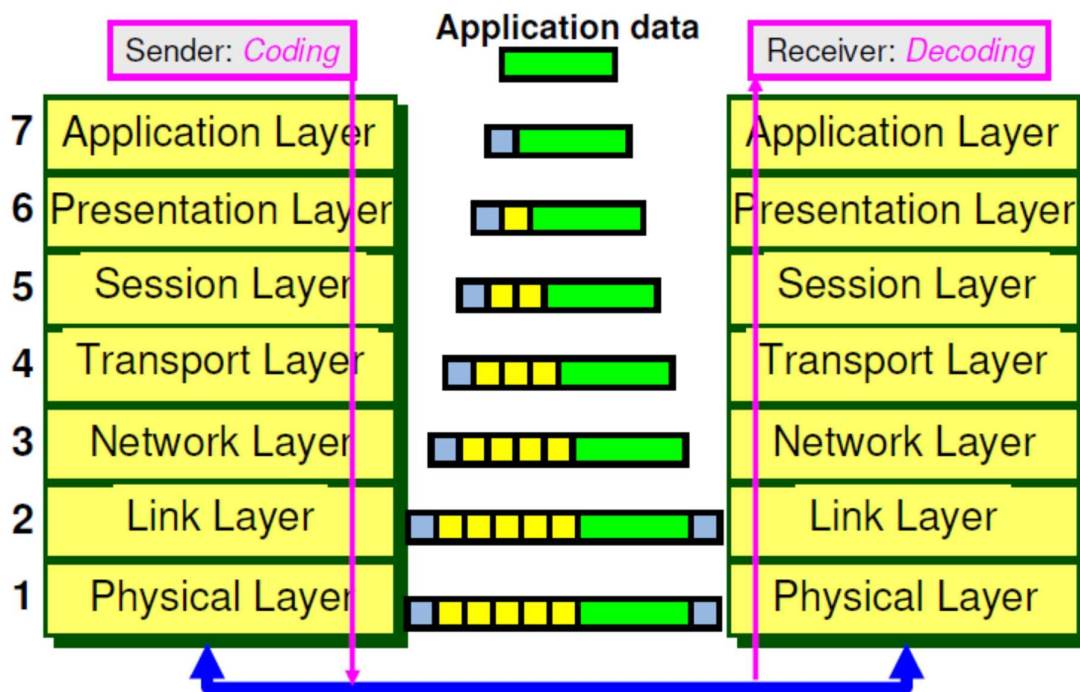 Application data
Sender: Coding
Receiver: Decoding
7 Application Layer
Application Layer
6 Presentation Layer
Presentation Layer
5 Session Layer
Session Layer
4 Transport Layer
Transport Layer
3 Network Layer
Network Layer
2 Link Layer
Link Layer
1 Physical Layer
Physical Layer